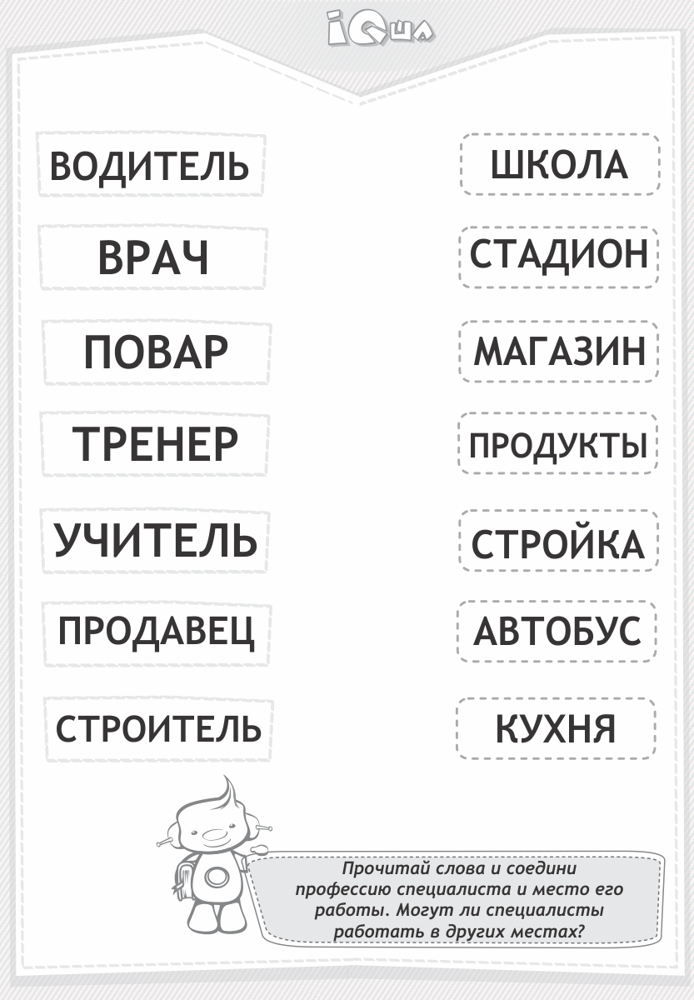 iQша
ВОДИТЕЛЬ
ШКОЛА
ВРАЧ
СТАДИОН
ПОВАР
МАГАЗИН
ТРЕНЕР
ПРОДУКТЫ
УЧИТЕЛЬ
СТРОЙКА
ПРОДАВЕЦ
АВТОБУС
СТРОИТЕЛЬ
КУХНЯ
Прочитай слова и соедини
профессию специалиста и место его
работы. Могут ли специалисты
работать в других местах?